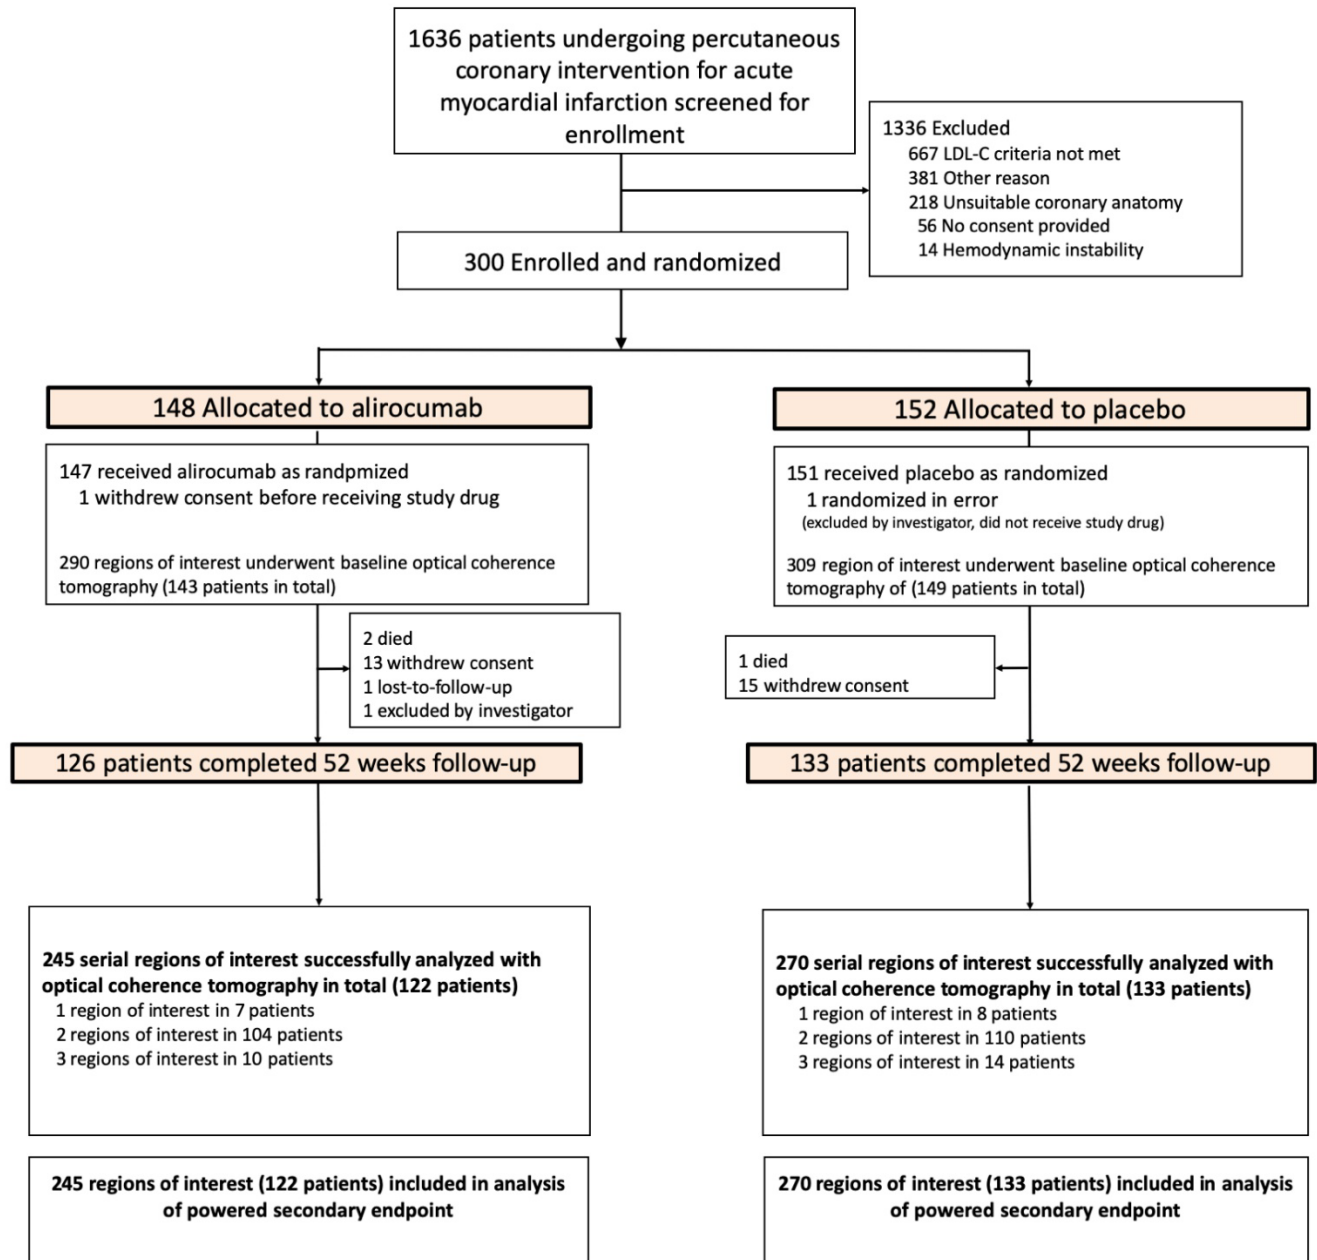 1636 patients undergoing percutaneous
coronary intervention for acute
myocardial infarction screened for
enrollment
1336 Excluded
667 LDL-C criteria not met
381 Other reason
218 Unsuitable coronary anatomy
56 No consent provided
14 Hemodynamic instability
300 Enrolled and randomized
148 Allocated to alirocumab
147 received alirocumab as randpmized
1 withdrew consent before receiving study drug
290 regions of interest underwent baseline optical coherence
tomography (143 patients in total)
2 died
13 withdrew consent
1 lost-to-follow-up
1 excluded by investigator
126 patients completed 52 weeks follow-up
245 serial regions of interest successfully analyzed with
optical coherence tomography in total (122 patients)
1 region of interest in 7 patients
2 regions of interest in 104 patients
3 regions of interest in 10 patients
245 regions of interest (122 patients) included in analysis
of powered secondary endpoint
152 Allocated to placebo
151 received placebo as randomized
1 randomized in error
(excluded by investigator, did not receive study drug)
309 region of interest underwent baseline optical coherence
tomography of (149 patients in total)
1 died
15 withdrew consent
133 patients completed 52 weeks follow-up
270 serial regions of interest successfully analyzed with
optical coherence tomography in total (133 patients)
1 region of interest in 8 patients
2 regions of interest in 110 patients
3 regions of interest in 14 patients
270 regions of interest (133 patients) included in analysis
of powered secondary endpoint